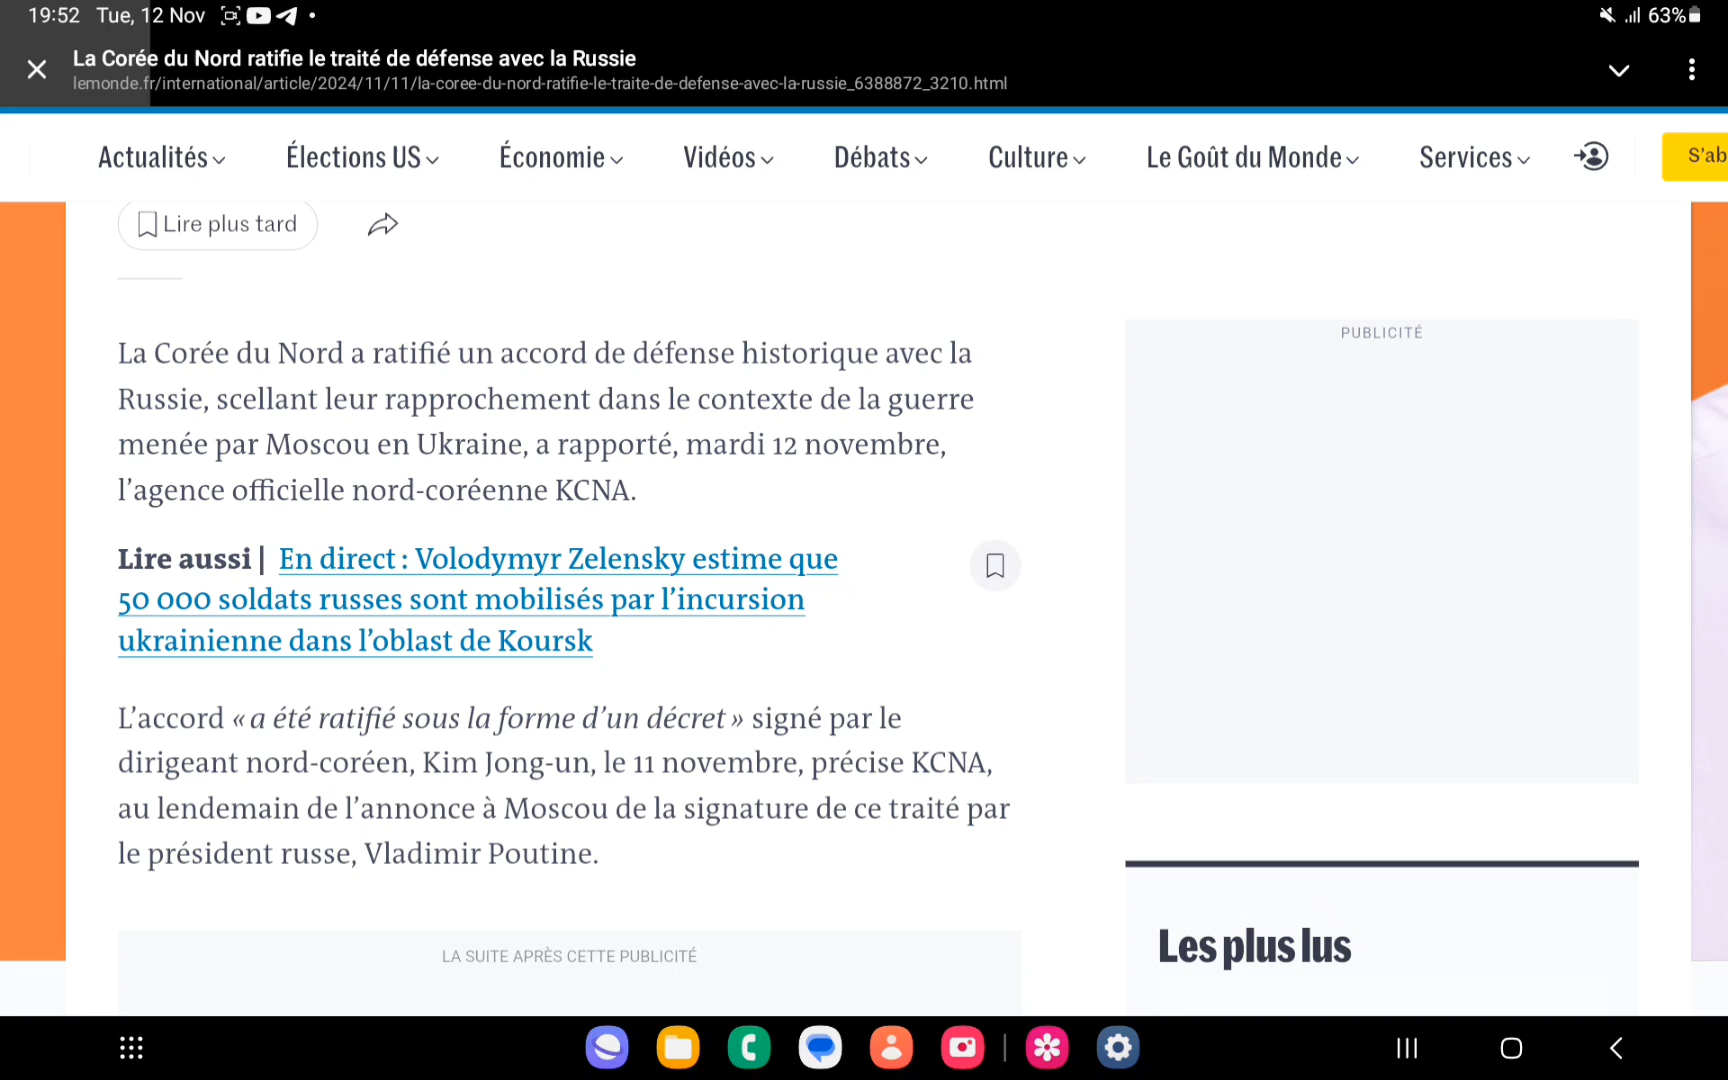 19:52 Tue, 12 Nov
63%
La Corée du Nord ratifie le traité de défense avec la Russie
lemonde.fr/international/article/2024/11/11/la-coree-du-nord-ratifie-le-traite-de-defense-avec-la-russie_6388872_3210.html
Actualités Élections US Économie Vidéos Débats Culture Le Goût du Monde Services S’ab
Lire plus tard
La Corée du Nord a ratifié un accord de défense historique avec la
Russie, scellant leur rapprochement dans le contexte de la guerre
menée par Moscou en Ukraine, a rapporté, mardi 12 novembre,
l’agence officielle nord-coréenne KCNA.
Lire aussi | En direct : Volodymyr Zelensky estime que
50 000 soldats russes sont mobilisés par l’incursion
ukrainienne dans l’oblast de Koursk
L’accord « a été ratifié sous la forme d’un décret » signé par le
dirigeant nord-coréen, Kim Jong-un, le 11 novembre, précise KCNA,
au lendemain de l’annonce à Moscou de la signature de ce traité par
le président russe, Vladimir Poutine.
LA SUITE APRÈS CETTE PUBLICITÉ
PUBLICITÉ
Les plus lus